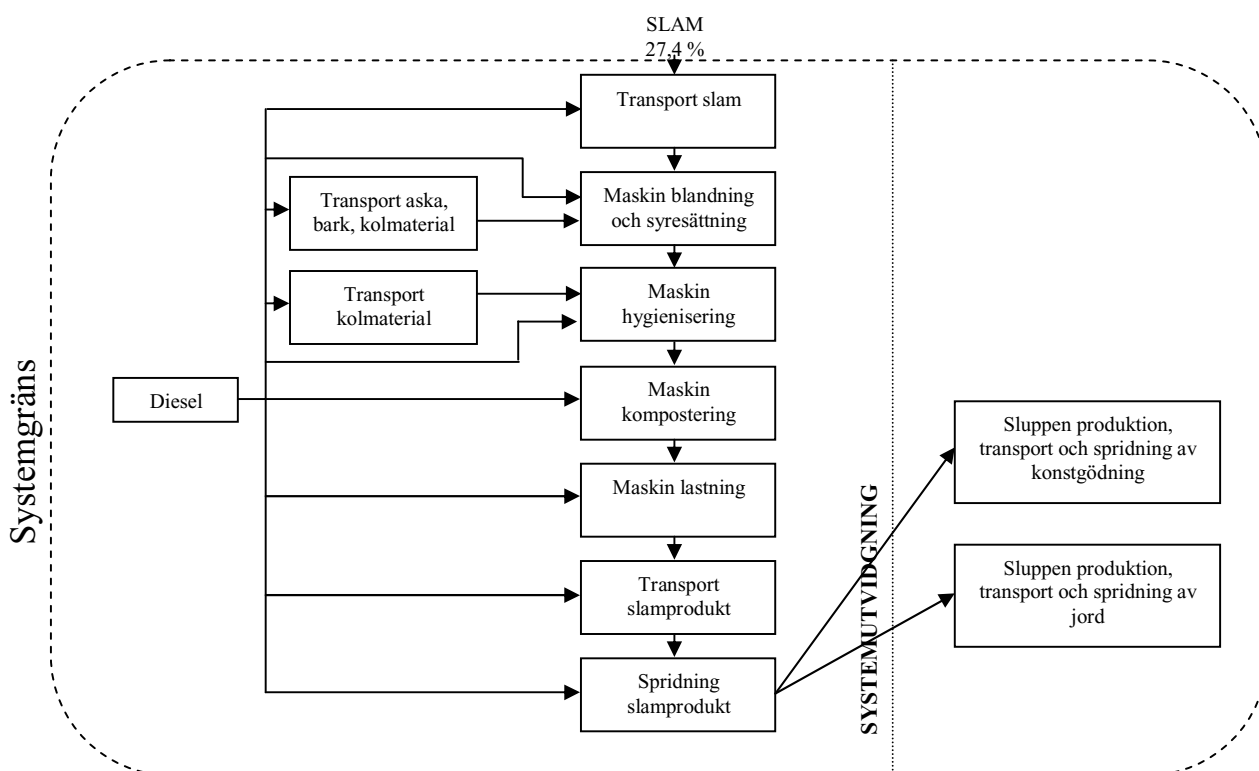 SLAM
27,4 %
Transport slam
Transport aska,
bark, kolmaterial
Maskin blandning
och syresättning
Transport
kolmaterial
Maskin
hygienisering
Diesel
Maskin
kompostering
Maskin lastning
Transport
slamprodukt
Spridning
slamprodukt
Systemgräns
SYSTEMUTVIDGNING
Sluppen produktion,
transport och spridning av
konstgödning
Sluppen produktion,
transport och spridning av
jord